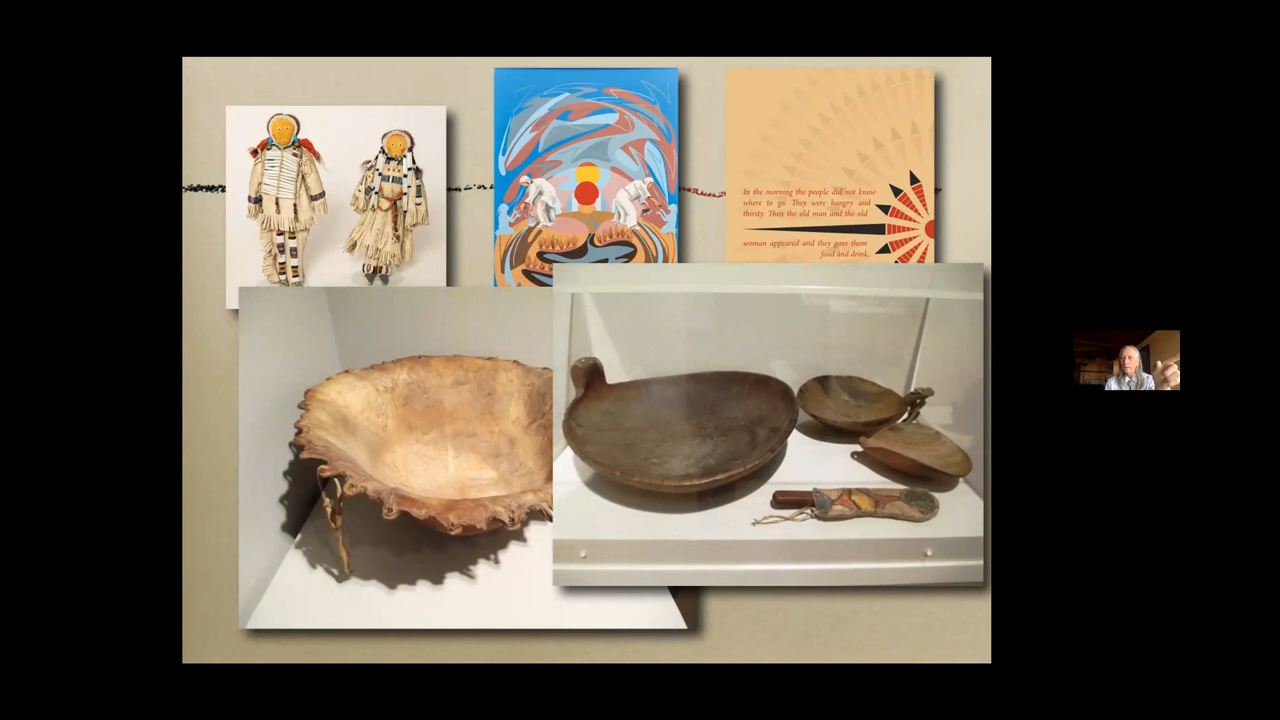 In the morning the people did not know
where to go. They were hungry and
thirsty. Then the old man and the old
woman appeared and they gave them
food and drink.